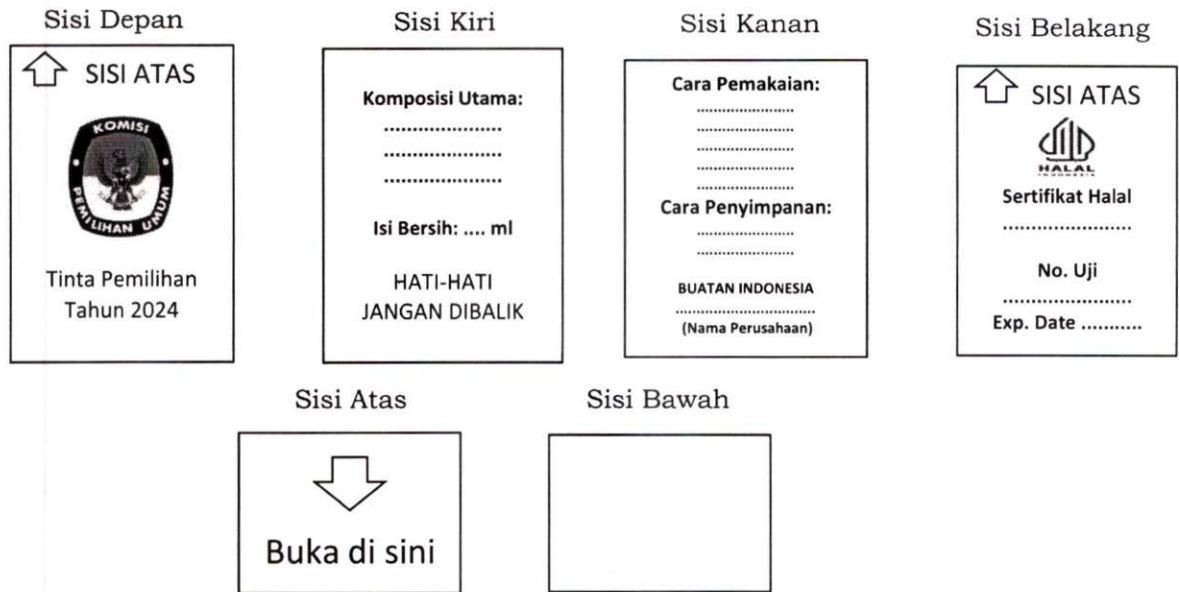 Sisi Depan
SISI ATAS
KOMISI
PEMILIHAN UMUM
Tinta Pemilihan
Tahun 2024
Sisi Kiri
Komposisi Utama:
.....................
.....................
.....................
Isi Bersih: .... ml
HATI-HATI
JANGAN DIBALIK
Sisi Kanan
Cara Pemakaian:
.......................
.......................
.......................
.......................
.......................
Cara Penyimpanan:
.......................
.......................
BUATAN INDONESIA
.................................
(Nama Perusahaan)
Sisi Belakang
SISI ATAS
HALAL
INDONESIA
Sertifikat Halal
.......................
No. Uji
.......................
Exp. Date ...........
Sisi Atas
Buka di sini
Sisi Bawah